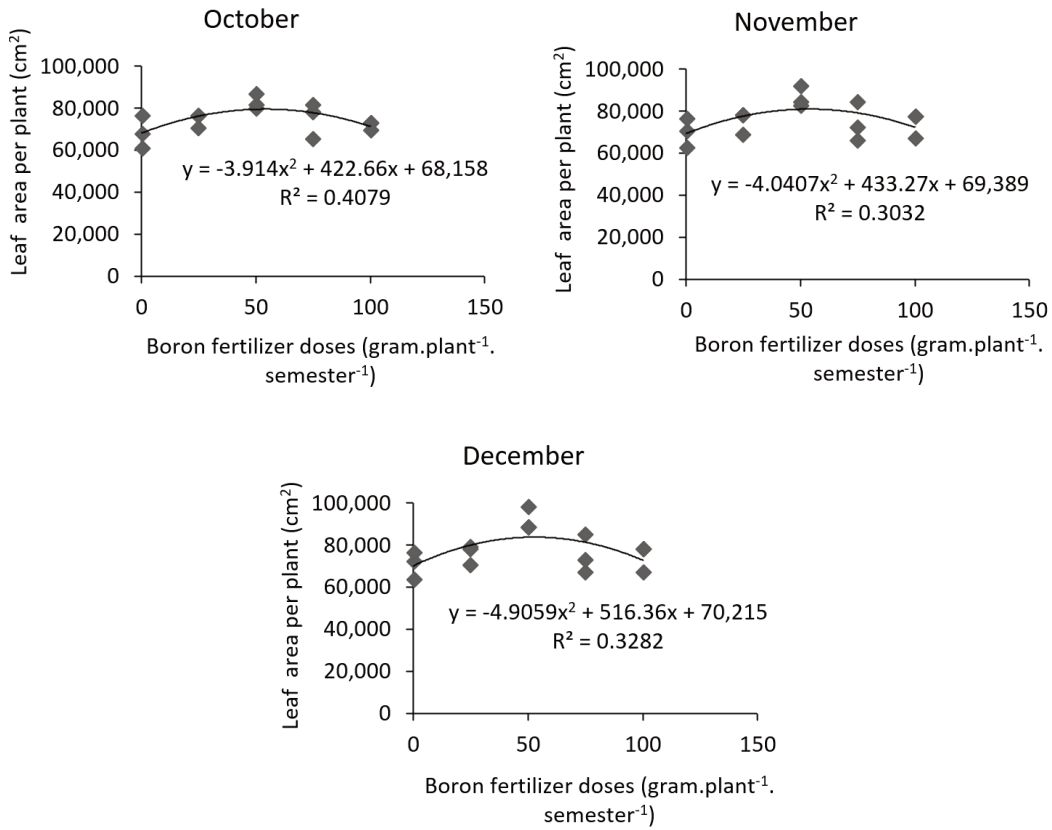 October
Leaf area per plant (cm²)
100,000
80,000
60,000
40,000
20,000
0
y = -3.914x² + 422.66x + 68,158
R² = 0.4079
0 50 100 150
Boron fertilizer doses (gram.plant⁻¹.
semester⁻¹)
November
Leaf area per plant (cm²)
100,000
80,000
60,000
40,000
20,000
0
y = -4.0407x² + 433.27x + 69,389
R² = 0.3032
0 50 100 150
Boron fertilizer doses (gram.plant⁻¹.
semester⁻¹)
December
Leaf area per plant (cm²)
100,000
80,000
60,000
40,000
20,000
0
y = -4.9059x² + 516.36x + 70,215
R² = 0.3282
0 50 100 150
Boron fertilizer doses (gram.plant⁻¹.
semester⁻¹)